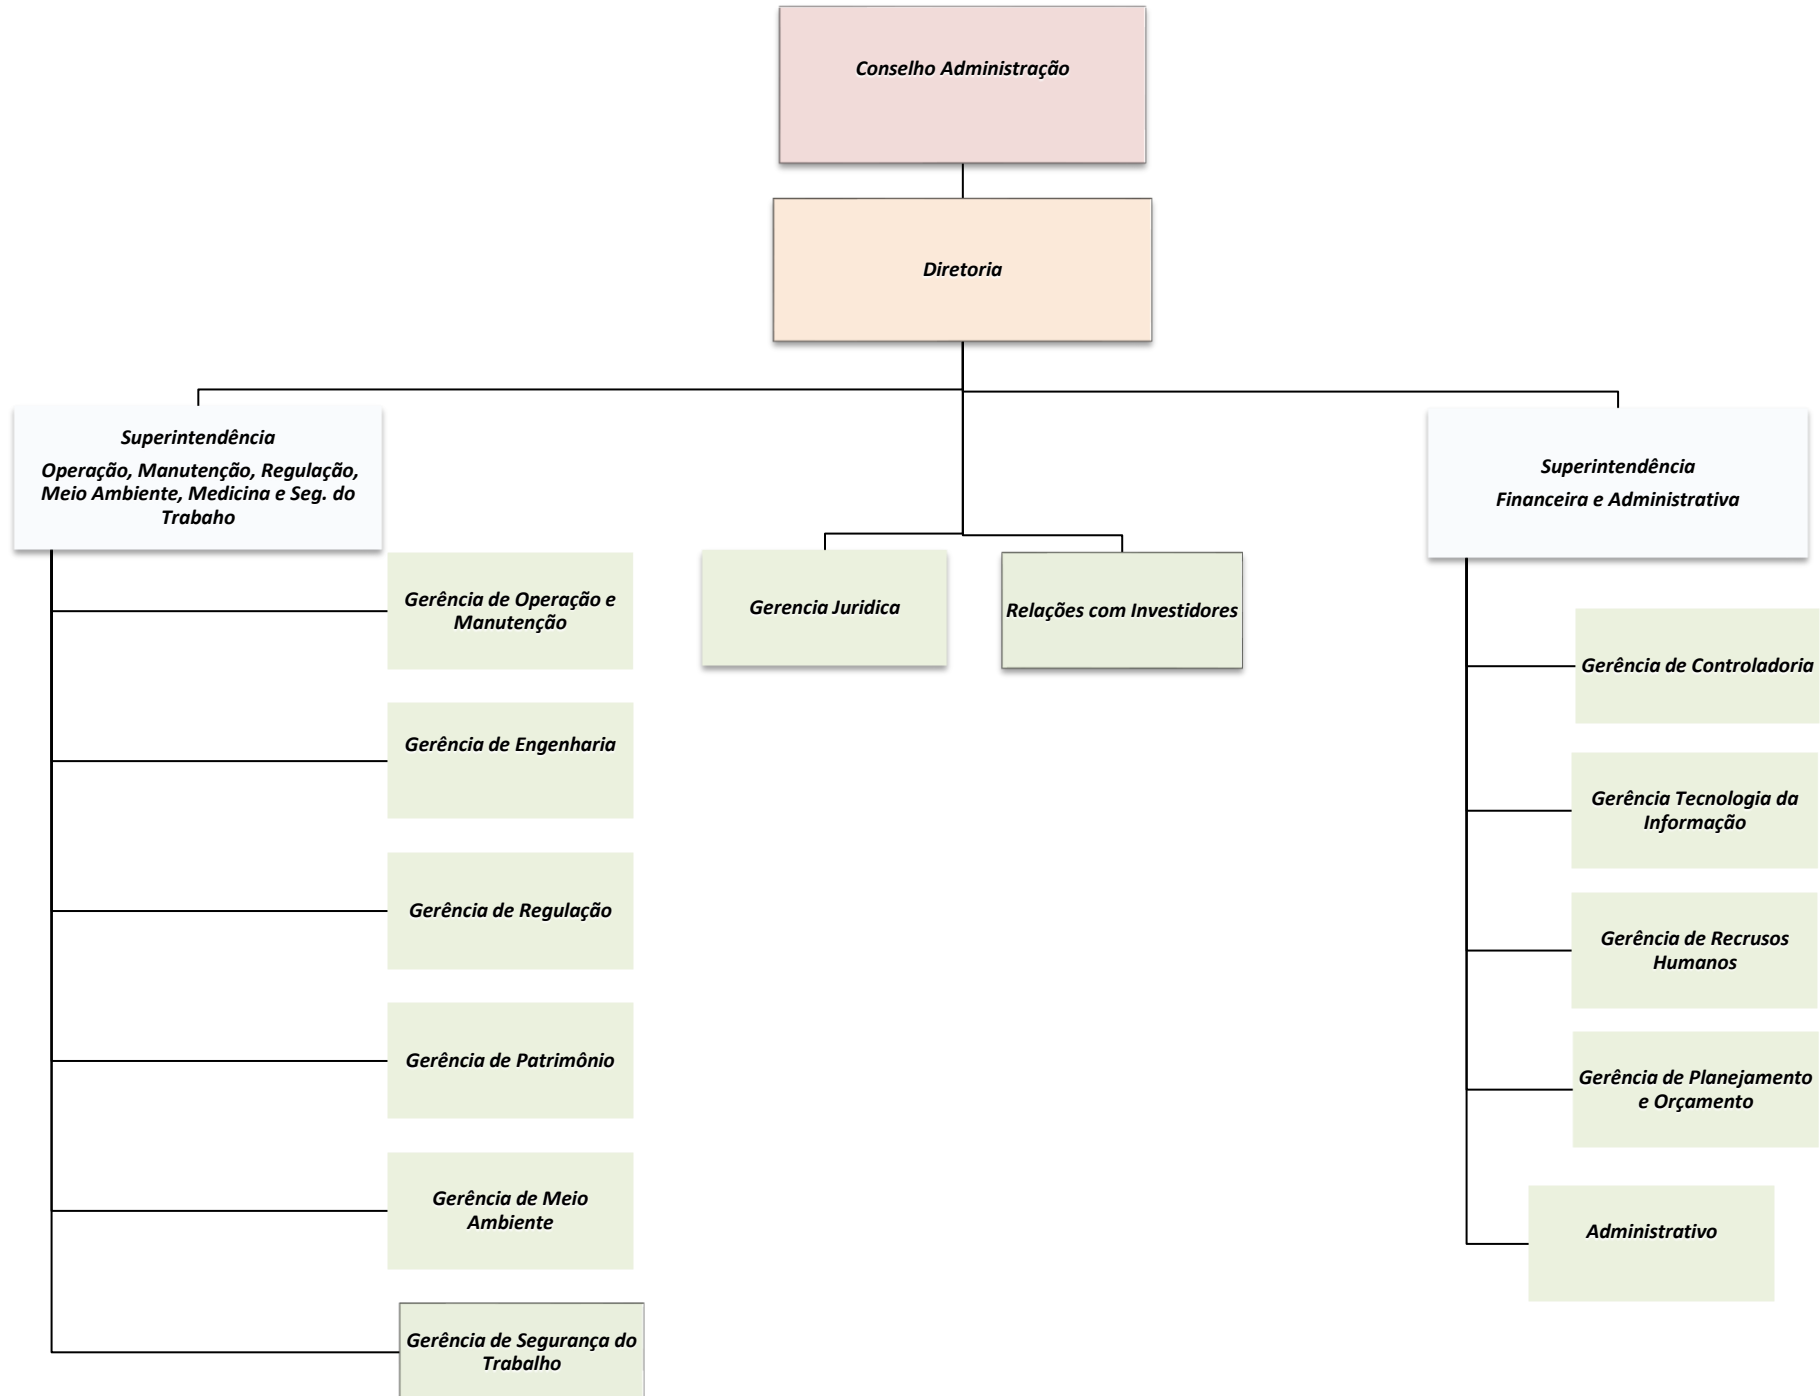 Conselho Administração
Diretoria
Superintendência
Operação, Manutenção, Regulação,
Meio Ambiente, Medicina e Seg. do
Trabaho
Superintendência
Financeira e Administrativa
Gerência de Operação e
Manutenção
Gerência de Engenharia
Gerência de Regulação
Gerência de Patrimônio
Gerência de Meio
Ambiente
Gerência de Segurança do
Trabalho
Gerencia Juridica
Relações com Investidores
Gerência de Controladoria
Gerência Tecnologia da
Informação
Gerência de Recrusos
Humanos
Gerência de Planejamento
e Orçamento
Administrativo